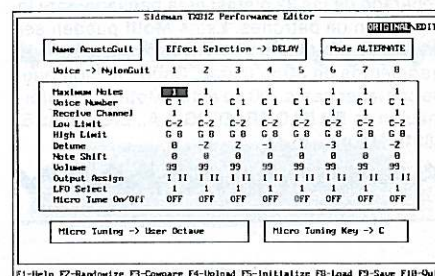 Sideman TX81Z Performance Editor
ORIGINAL EDIT
Name AcustcGuit Effect Selection -> DELAY Mode ALTERNATE
Voice -> NylonGuit 1 2 3 4 5 6 7 8
Maximum Notes 1 1 1 1 1 1 1 1
Voice Number C 1 C 1 C 1 C 1 C 1 C 1 C 1 C 1
Receive Channel 1 1 1 1 1 1 1 1
Low Limit C-2 C-2 C-2 C-2 C-2 C-2 C-2 C-2
High Limit G 8 G 8 G 8 G 8 G 8 G 8 G 8 G 8
Detune 0 -2 2 -1 1 -3 1 -2
Note Shift 0 0 0 0 0 0 0 0
Volume 99 99 99 99 99 99 99 99
Output Assign I II I II I II I II I II I II I II I II
LFO Select 1 1 1 1 1 1 1 1
Micro Tune On/Off OFF OFF OFF OFF OFF OFF OFF OFF
Micro Tuning -> User Octave Micro Tuning Key -> C
F1-Help F2-Randomize F3-Compare F4-Upload F5-Initialize F8-Load F9-Save F10-Qu